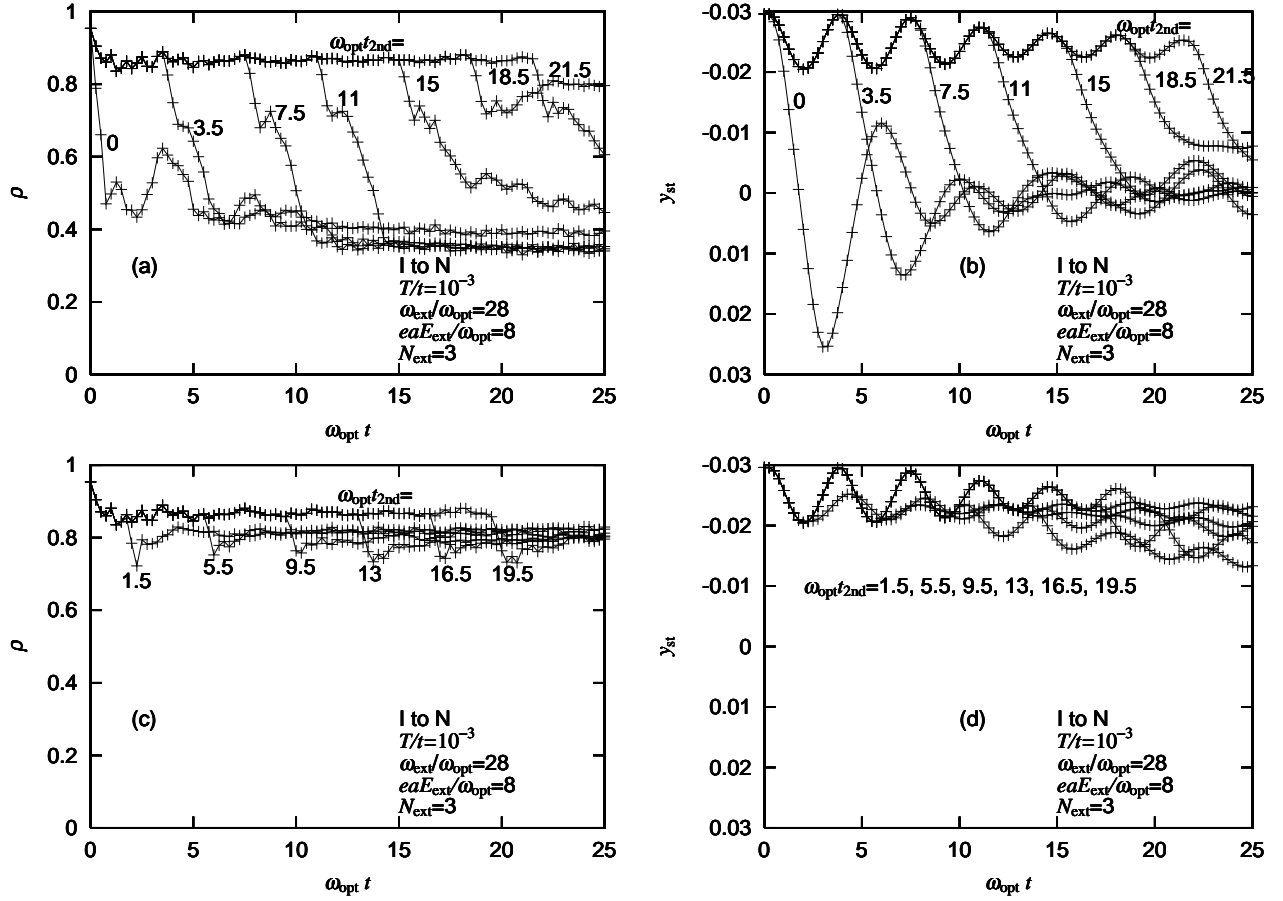 1
0.8
0.6
0.4
0.2
0
ρ
ω_opt t_2nd=
0
3.5
7.5
11
15
18.5
21.5
(a)
I to N
T/t=10⁻³
ω_ext/ω_opt=28
eaE_ext/ω_opt=8
N_ext=3
0 5 10 15 20 25
ω_opt t
-0.03
-0.02
-0.01
0
0.01
0.02
0.03
y_st
ω_opt t_2nd=
0
3.5
7.5
11
15
18.5
21.5
(b)
I to N
T/t=10⁻³
ω_ext/ω_opt=28
eaE_ext/ω_opt=8
N_ext=3
0 5 10 15 20 25
ω_opt t
1
0.8
0.6
0.4
0.2
0
ρ
ω_opt t_2nd=
1.5
5.5
9.5
13
16.5
19.5
(c)
I to N
T/t=10⁻³
ω_ext/ω_opt=28
eaE_ext/ω_opt=8
N_ext=3
0 5 10 15 20 25
ω_opt t
-0.03
-0.02
-0.01
0
0.01
0.02
0.03
y_st
ω_opt t_2nd=1.5, 5.5, 9.5, 13, 16.5, 19.5
(d)
I to N
T/t=10⁻³
ω_ext/ω_opt=28
eaE_ext/ω_opt=8
N_ext=3
0 5 10 15 20 25
ω_opt t